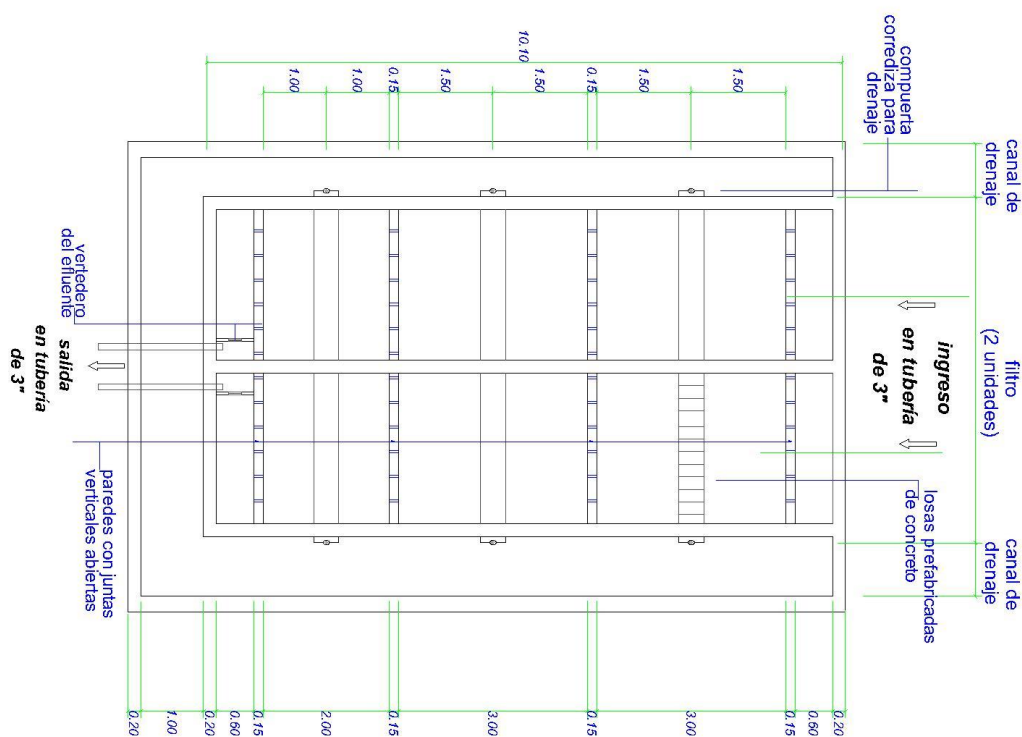 10.10
1.00
1.00
0.15
1.50
1.50
0.15
1.50
1.50
compuerta
corrediza para
drenaje
canal de
drenaje
filtro
(2 unidades)
canal de
drenaje
ingreso
en tubería
de 3"
losas prefabricadas
de concreto
vertedero
del efluente
salida
en tubería
de 3"
paredes con juntas
verticales abiertas
0.20
1.00
0.20
0.60
0.15
2.00
0.15
3.00
0.15
3.00
0.15
0.60
0.20